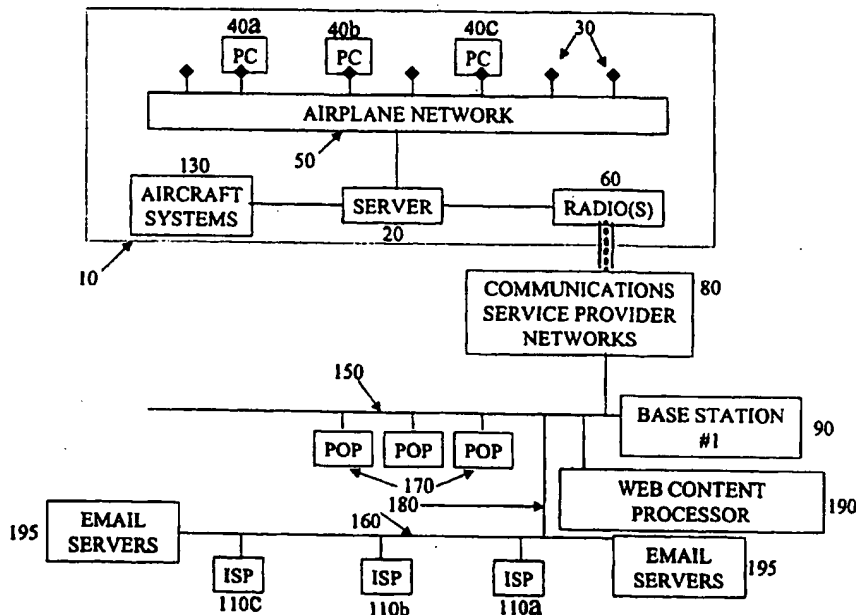 40a
40b
40c
30
PC
PC
PC
AIRPLANE NETWORK
50
130
60
AIRCRAFT
SYSTEMS
SERVER
RADIO(S)
20
10
COMMUNICATIONS
SERVICE PROVIDER
NETWORKS
80
150
BASE STATION
#1
90
POP
POP
POP
170
180
WEB CONTENT
PROCESSOR
190
160
195
EMAIL
SERVERS
EMAIL
SERVERS
195
ISP
ISP
ISP
110c
110b
110a